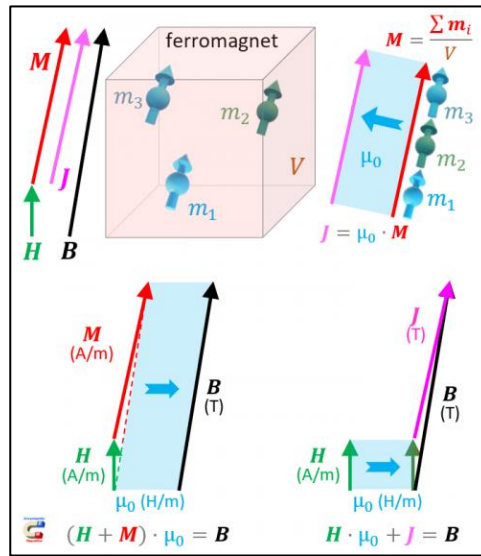 ferromagnet
M
J
H
B
m₃
m₂
m₁
V
M = ∑ mᵢ / V
μ₀
m₃
m₂
m₁
J = μ₀ · M
M
(A/m)
B
(T)
H
(A/m)
μ₀ (H/m)
(H + M) · μ₀ = B
J
(T)
B
(T)
H
(A/m)
μ₀ (H/m)
H · μ₀ + J = B